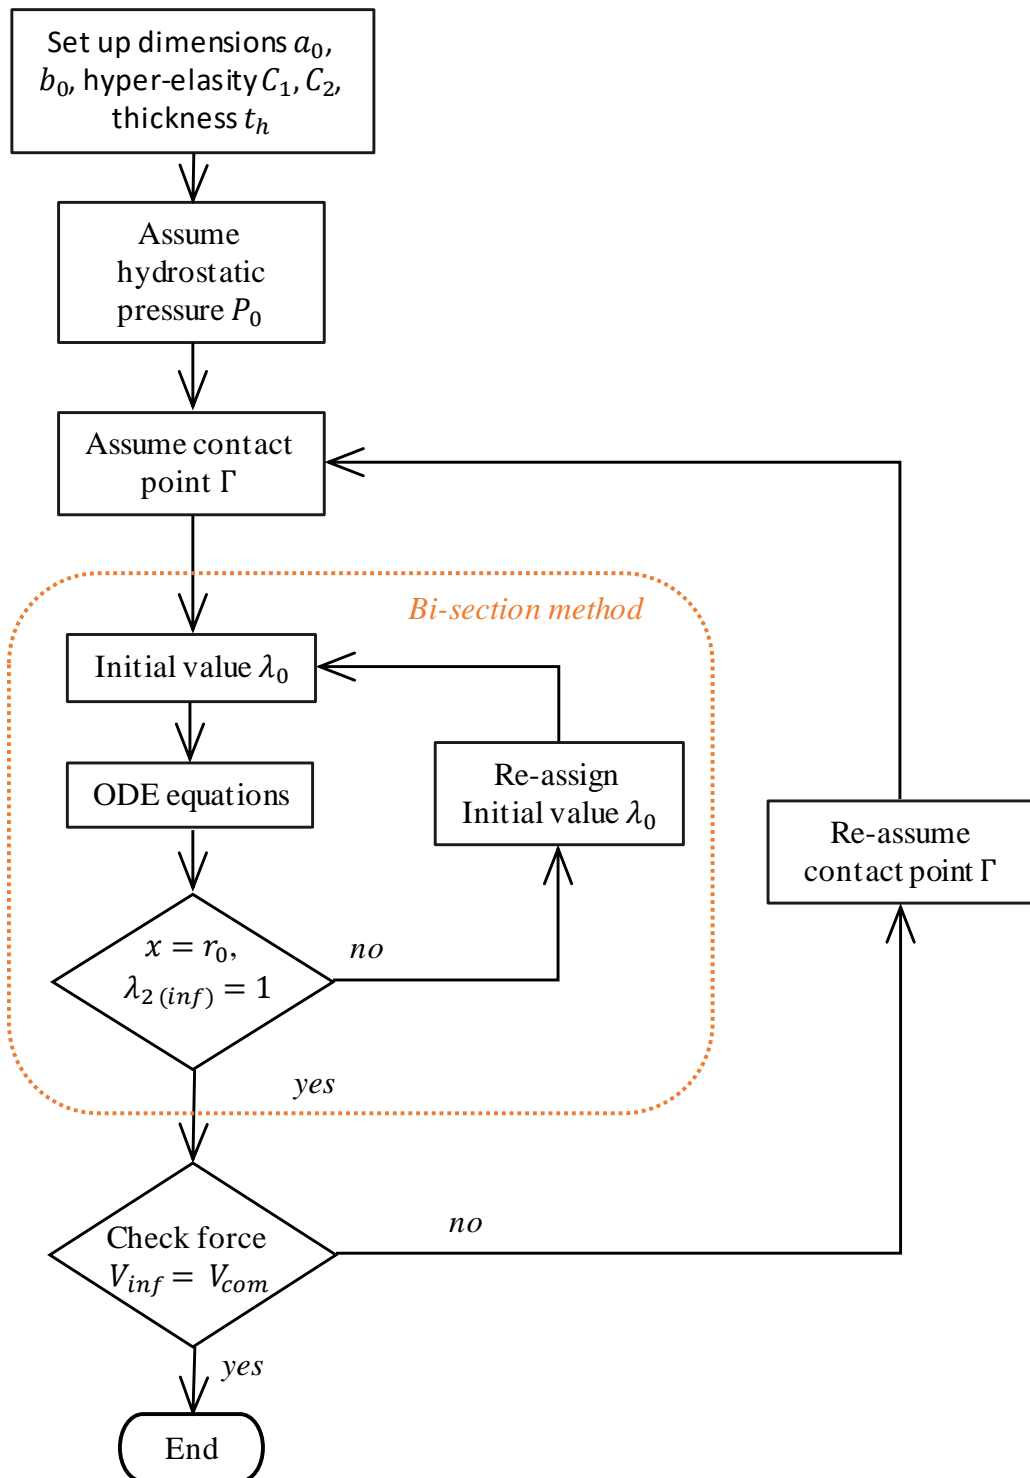 Set up dimensions a₀,
b₀, hyper-elasity C₁, C₂,
thickness tₕ
Assume
hydrostatic
pressure P₀
Assume contact
point Γ
Bi-section method
Initial value λ₀
ODE equations
Re-assign
Initial value λ₀
Re-assume
contact point Γ
x = r₀,
λ₂ (inf) = 1
no
yes
Check force
V_inf = V_com
no
yes
End